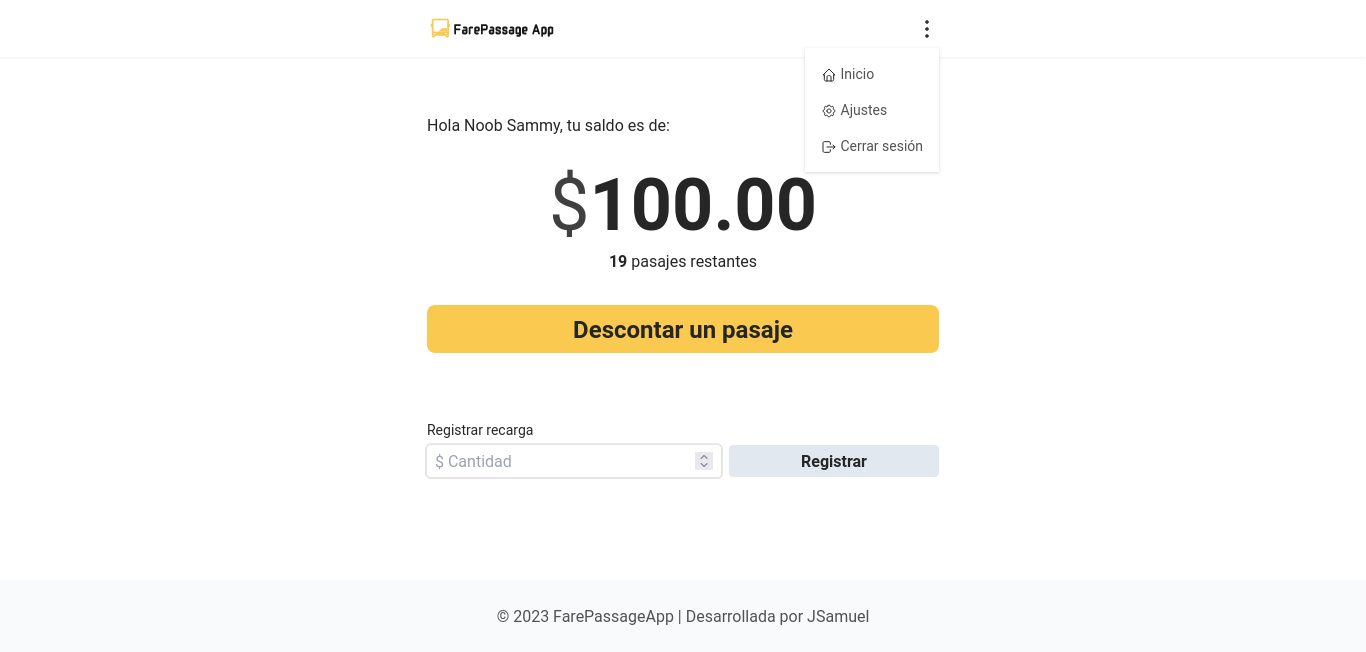 FarePassage App
Inicio
Ajustes
Cerrar sesión
Hola Noob Sammy, tu saldo es de:
$100.00
19 pasajes restantes
Descontar un pasaje
Registrar recarga
$ Cantidad
Registrar
© 2023 FarePassageApp | Desarrollada por JSamuel